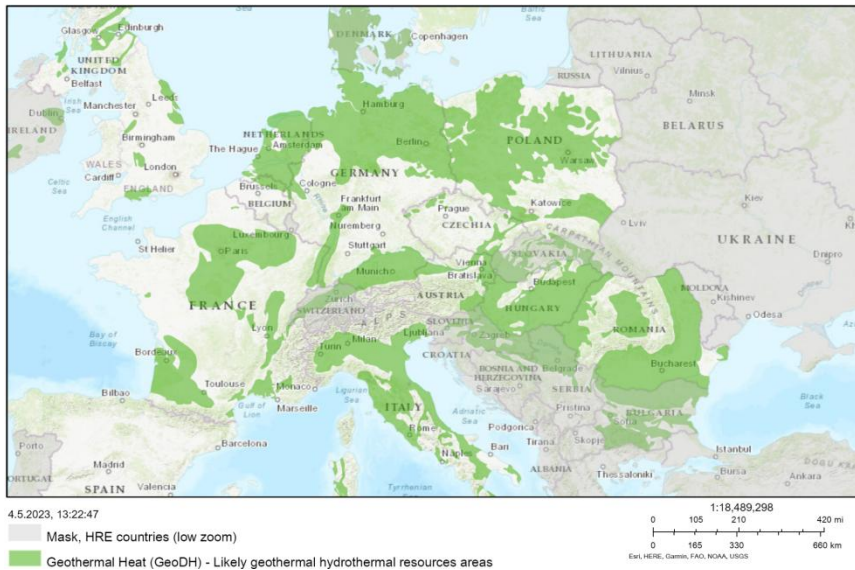 Glasgow
Edinburgh
UNITED
KINGDOM
Belfast
Irish
Sea
Dublin
IRELAND
Leeds
Manchester
Birmingham
WALES
Cardiff
London
ENGLAND
Celtic
Sea
English
Channel
St Helier
DENMARK
Copenhagen
Baltic
Sea
LITHUANIA
Vilnius
RUSSIA
Minsk
BELARUS
Hamburg
NETHERLANDS
Amsterdam
The Hague
Berlin
POLAND
Warsaw
GERMANY
Brussels
Cologne
BELGIUM
Frankfurt
am Main
Prague
CZECHIA
Katowice
Nuremberg
Luxembourg
Paris
Stuttgart
Lviv
Kiev
UKRAINE
Dnipro
CARPATHIAN MOUNTAINS
SLOVAKIA
Vienna
Bratislava
Munich
Budapest
HUNGARY
AUSTRIA
Zurich
SWITZERLAND
ALPS
FRANCE
Lyon
MOLDOVA
Kishinev
Odesa
ROMANIA
Bucharest
SLOVENIA
Ljubljana
Zagreb
CROATIA
Milan
Turin
Bay of
Biscay
Bordeaux
Toulouse
Monaco
Marseille
Gulf of
Lion
Ligurian
Sea
Belgrade
BOSNIA AND
HERZEGOVINA
Sarajevo
SERBIA
Pristina
BULGARIA
Sofia
Black
Sea
Bilbao
ITALY
Rome
Adriatic
Sea
Podgorica
Skopje
Bari
Naples
Tirana
ALBANIA
Thessaloniki
Istanbul
Bursa
Ankara
Porto
PORTUGAL
Madrid
SPAIN
Barcelona
Valencia
Tyrrhenian
4.5.2023, 13:22:47
Mask, HRE countries (low zoom)
Geothermal Heat (GeoDH) - Likely geothermal hydrothermal resources areas
1:18,489,298
0 105 210 420 mi
0 165 330 660 km
Esri, HERE, Garmin, FAO, NOAA, USGS